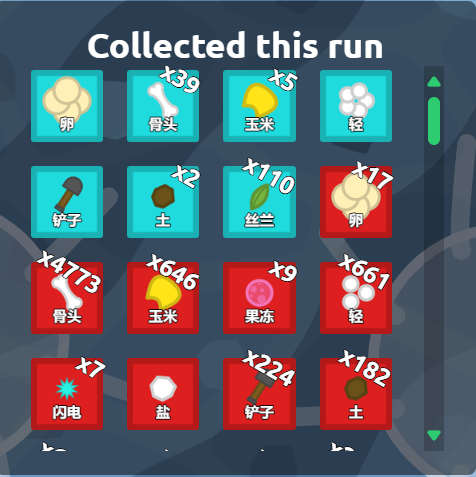 Collected this run
卵
x39
骨头
x5
玉米
轻
铲子
x2
土
x110
丝兰
x17
卵
x4773
骨头
x646
玉米
x9
果冻
x661
轻
x7
闪电
盐
x224
铲子
x182
土